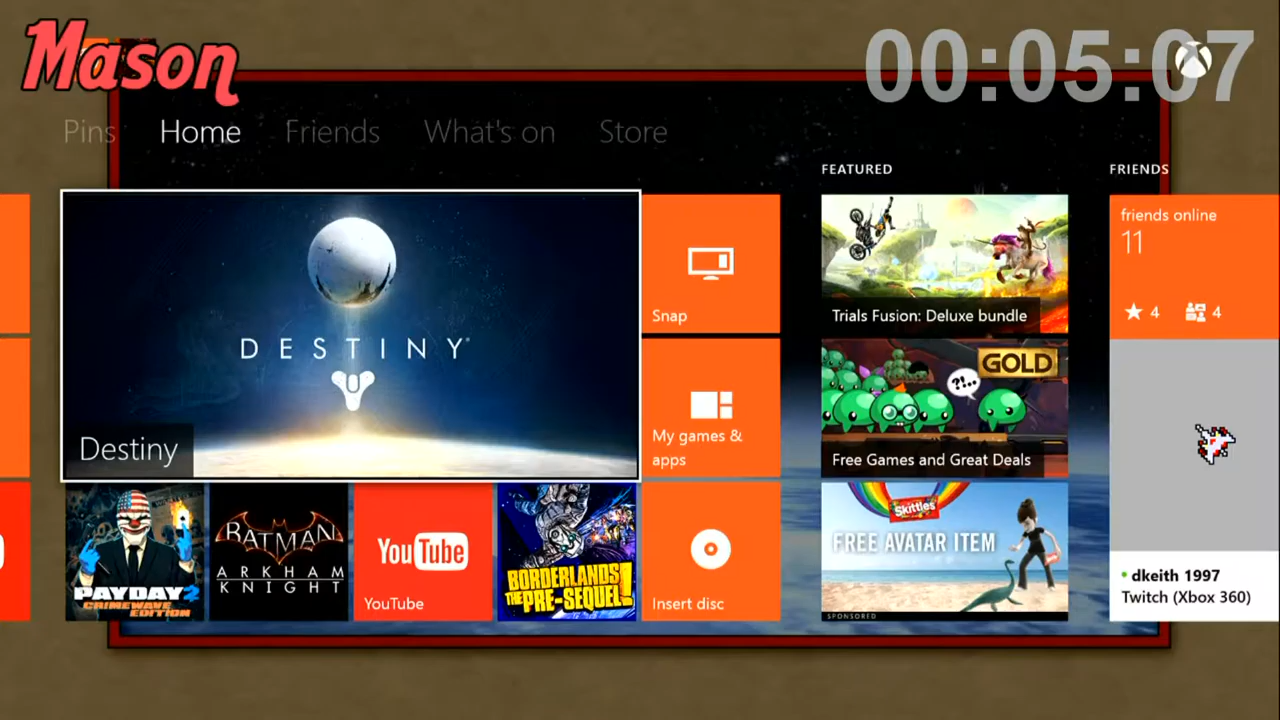 Mason
00:05:07
Pins
Home
Friends
What's on
Store
FEATURED
FRIENDS
DESTINY
Destiny
Snap
My games &
apps
Trials Fusion: Deluxe bundle
GOLD
?!...
Free Games and Great Deals
friends online
11
4
4
PAYDAY 2
CRIMEWAVE
EDITION
BATMAN
ARKHAM
KNIGHT
YouTube
YouTube
BORDERLANDS
THE PRE-SEQUEL!
Insert disc
Skittles
FREE AVATAR ITEM
SPONSORED
dkeith 1997
Twitch (Xbox 360)